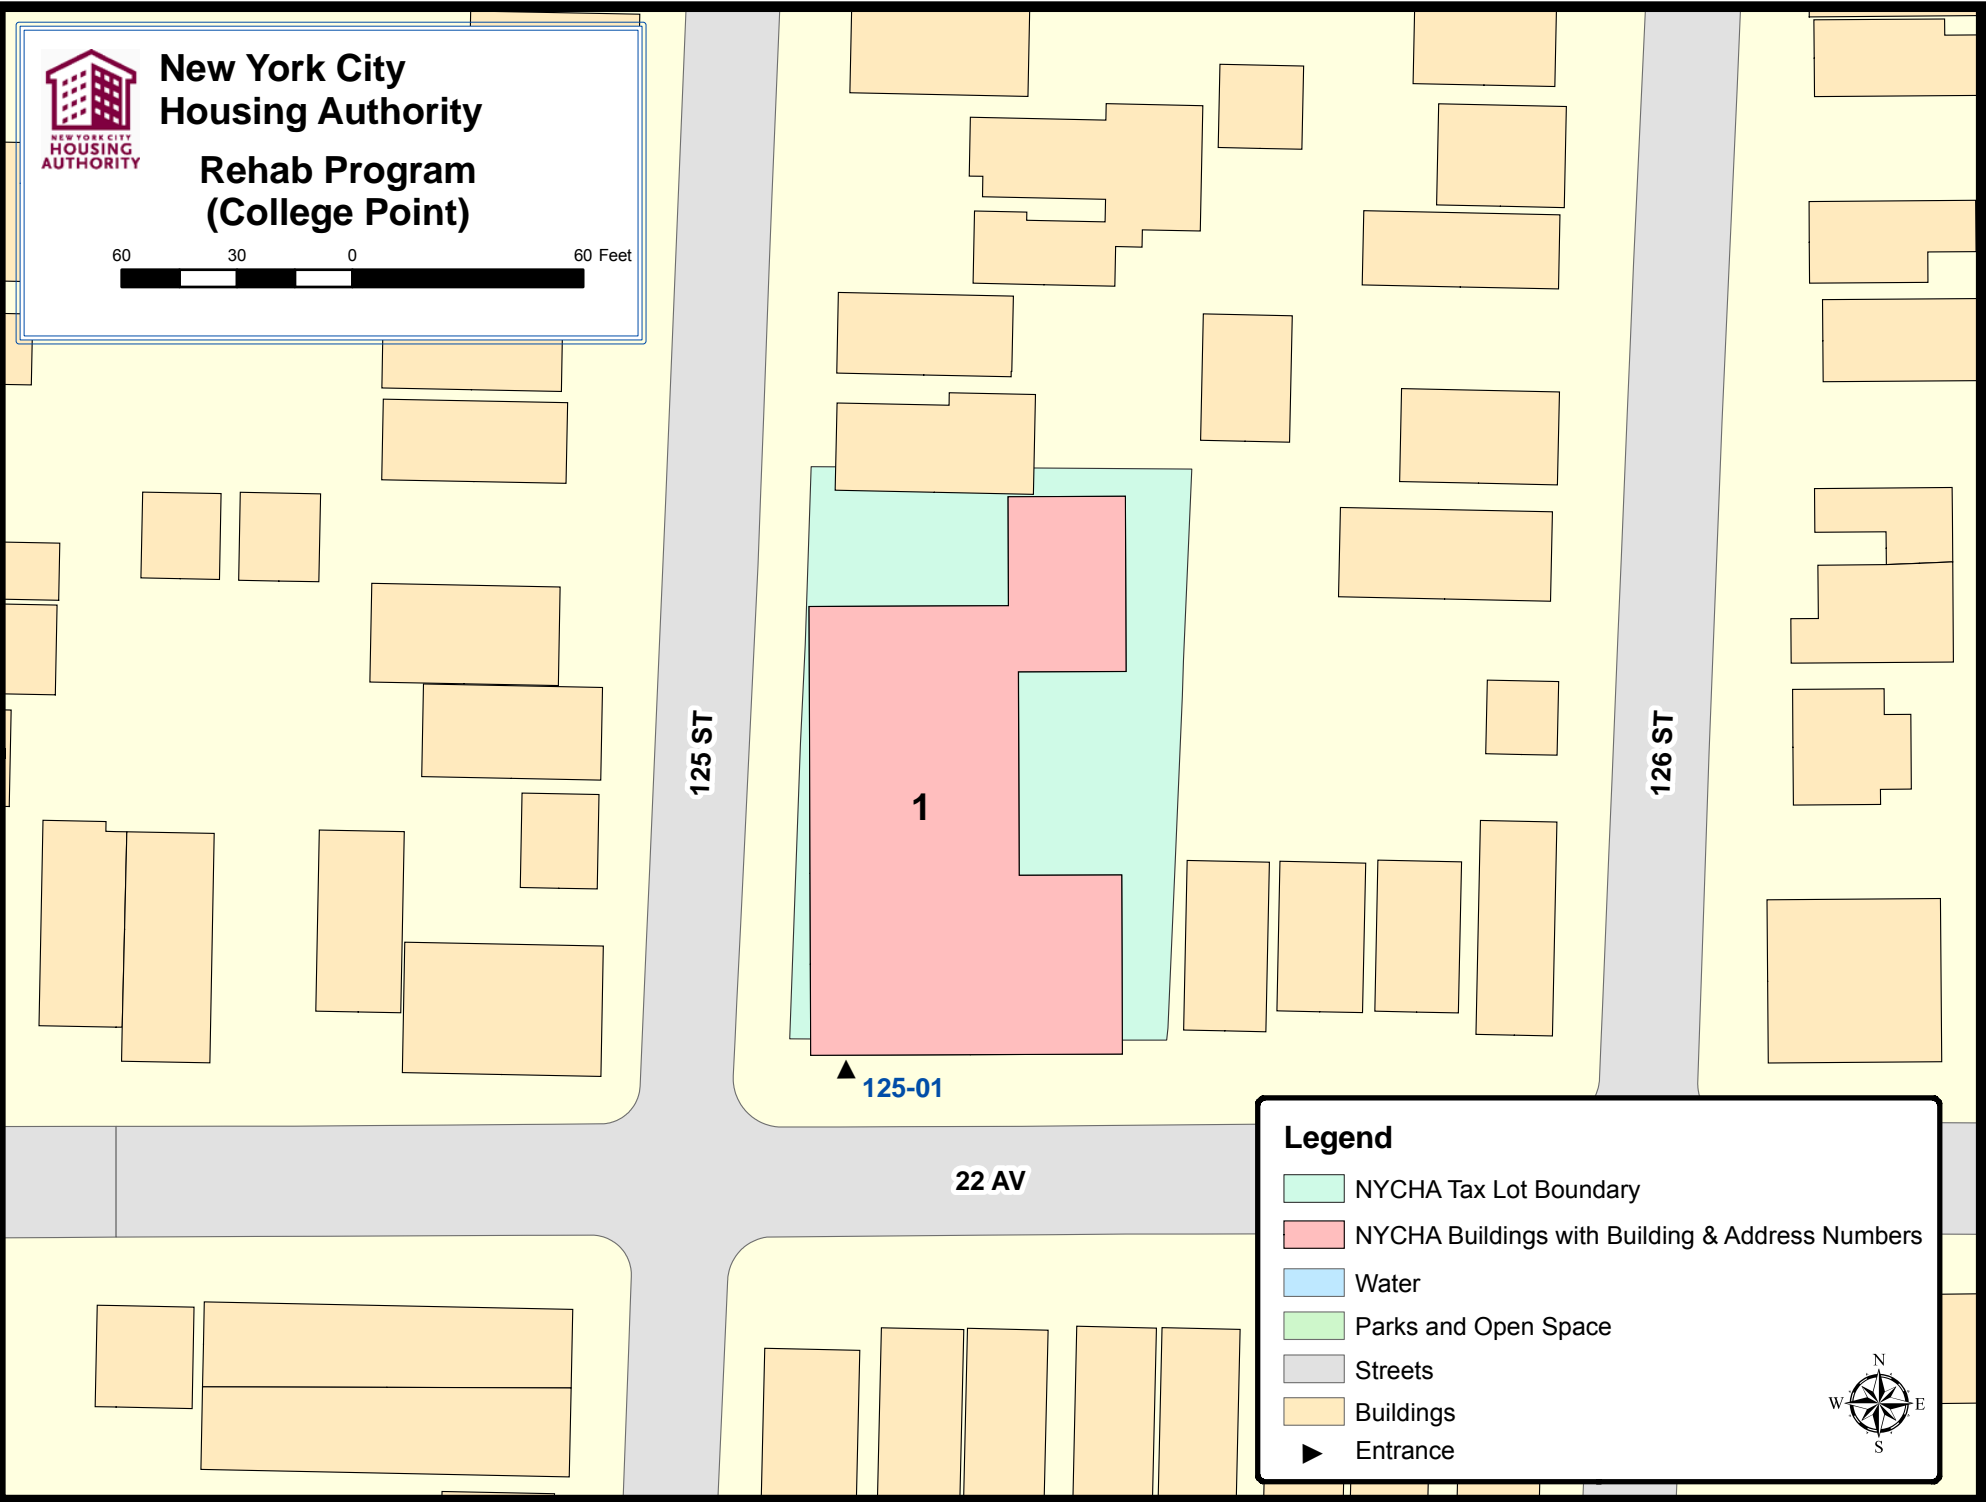 New York City
Housing Authority
NEW YORK CITY
HOUSING
AUTHORITY
Rehab Program
(College Point)
60 30 0 60 Feet
125 ST
126 ST
1
125-01
22 AV
Legend
NYCHA Tax Lot Boundary
NYCHA Buildings with Building & Address Numbers
Water
Parks and Open Space
Streets
Buildings
Entrance
N
W E
S